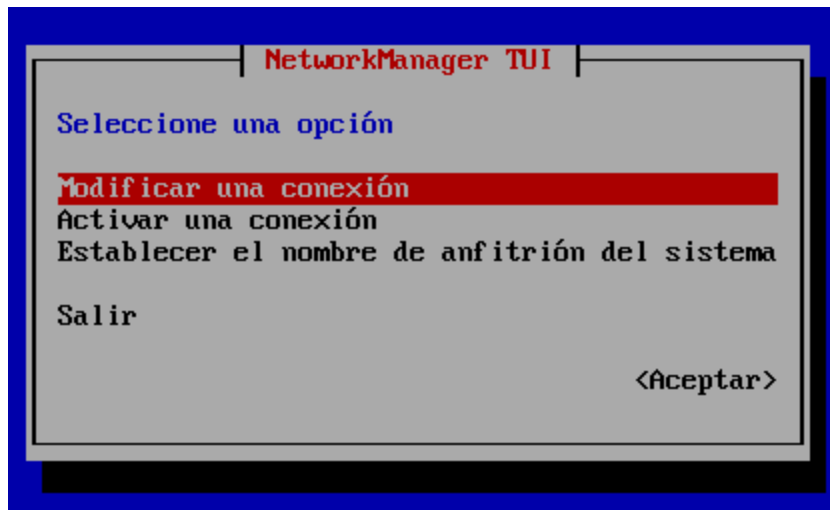 NetworkManager TUI
Seleccione una opción
Modificar una conexión
Activar una conexión
Establecer el nombre de anfitrión del sistema
Salir
<Aceptar>